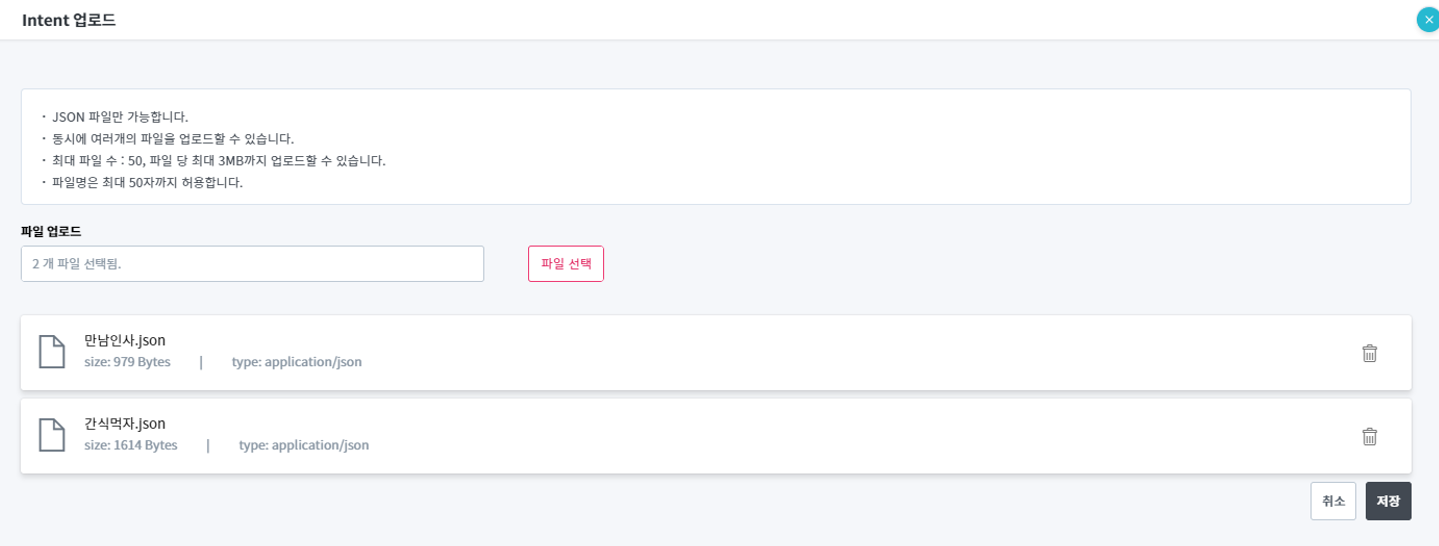 Intent 업로드
· JSON 파일만 가능합니다.
· 동시에 여러개의 파일을 업로드할 수 있습니다.
· 최대 파일 수 : 50, 파일 당 최대 3MB까지 업로드할 수 있습니다.
· 파일명은 최대 50자까지 허용합니다.
파일 업로드
2 개 파일 선택됨.
파일 선택
만남인사.json
size: 979 Bytes | type: application/json
간식먹자.json
size: 1614 Bytes | type: application/json
취소 저장